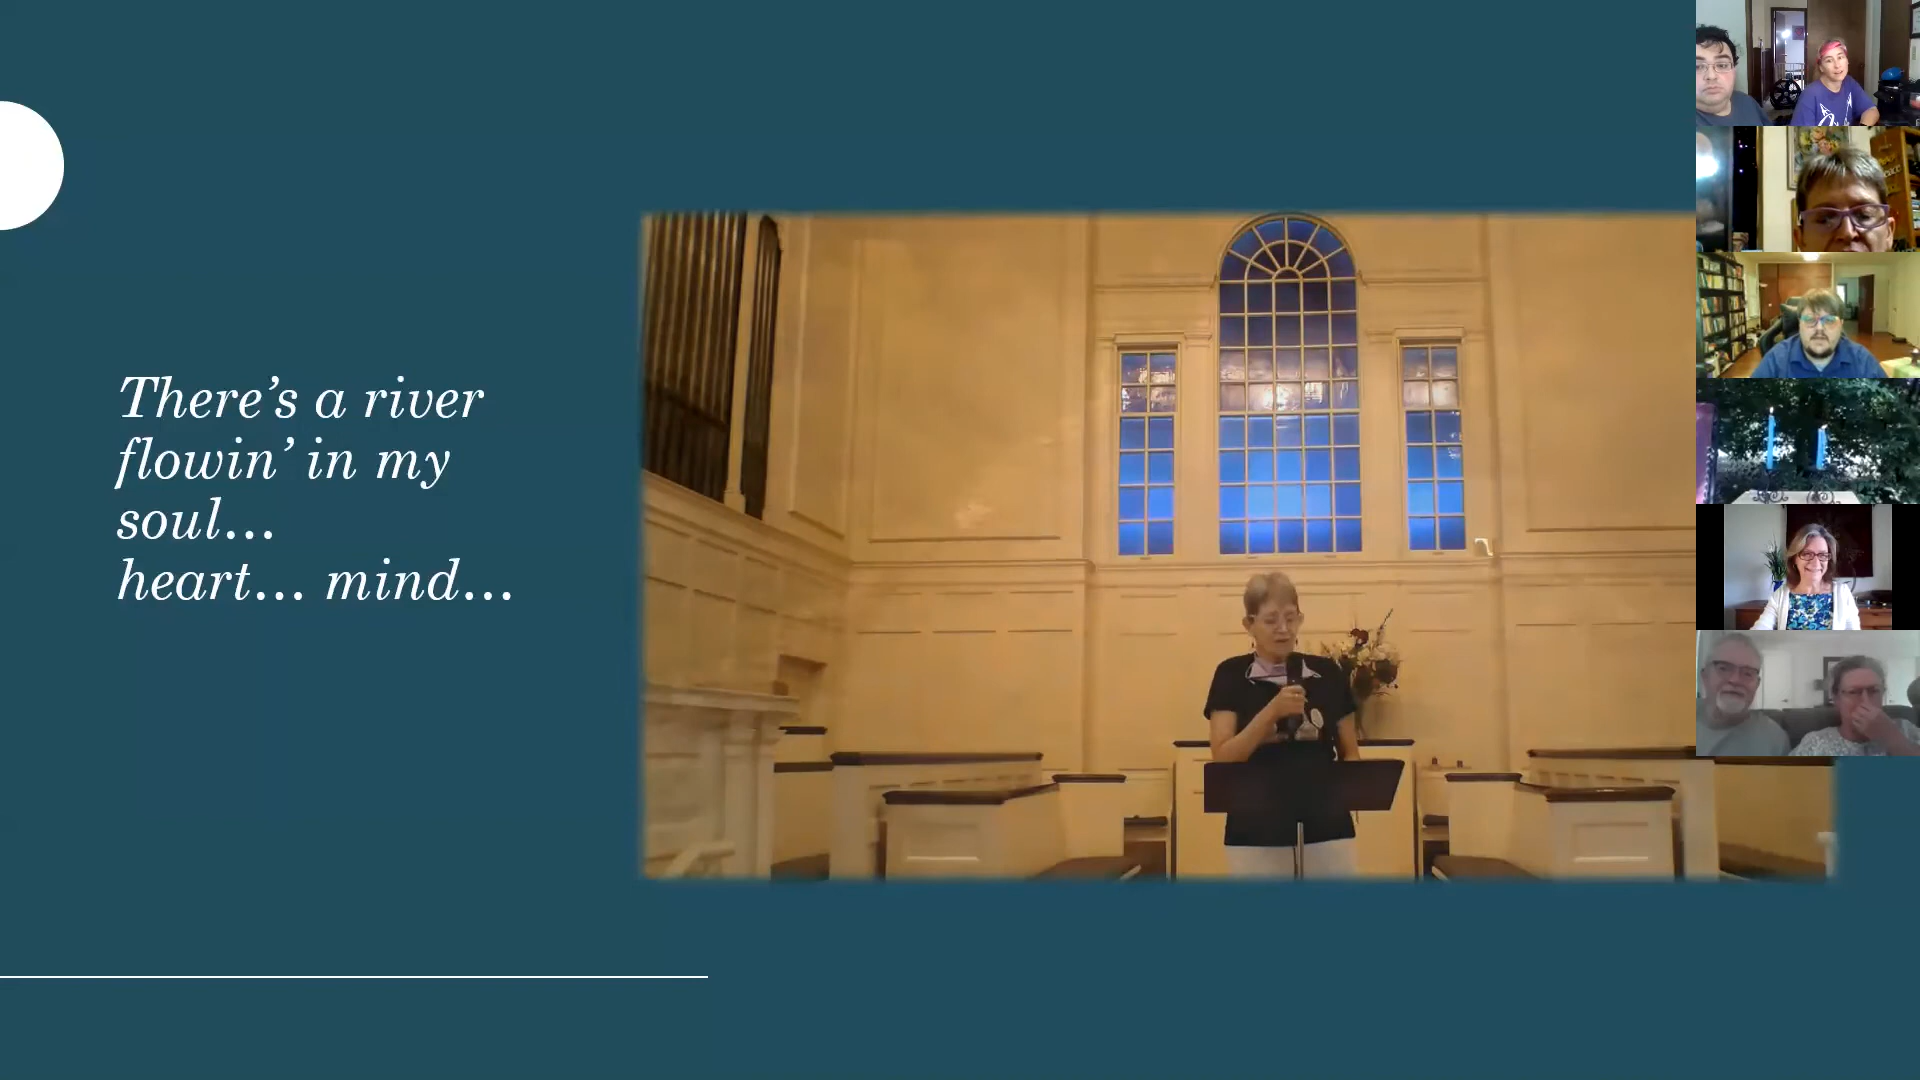 There’s a river
flowin’ in my
soul…
heart… mind…